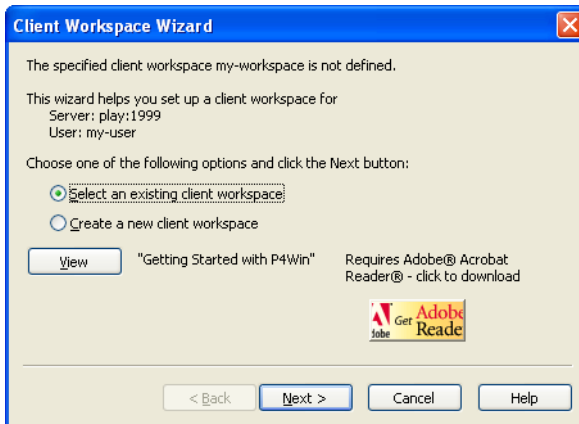 Client Workspace Wizard
The specified client workspace my-workspace is not defined.
This wizard helps you set up a client workspace for
Server: play:1999
User: my-user
Choose one of the following options and click the Next button:
Select an existing client workspace
Create a new client workspace
View "Getting Started with P4Win" Requires Adobe® Acrobat
Reader® - click to download
Get Adobe
dobe Reade
< Back Next > Cancel Help